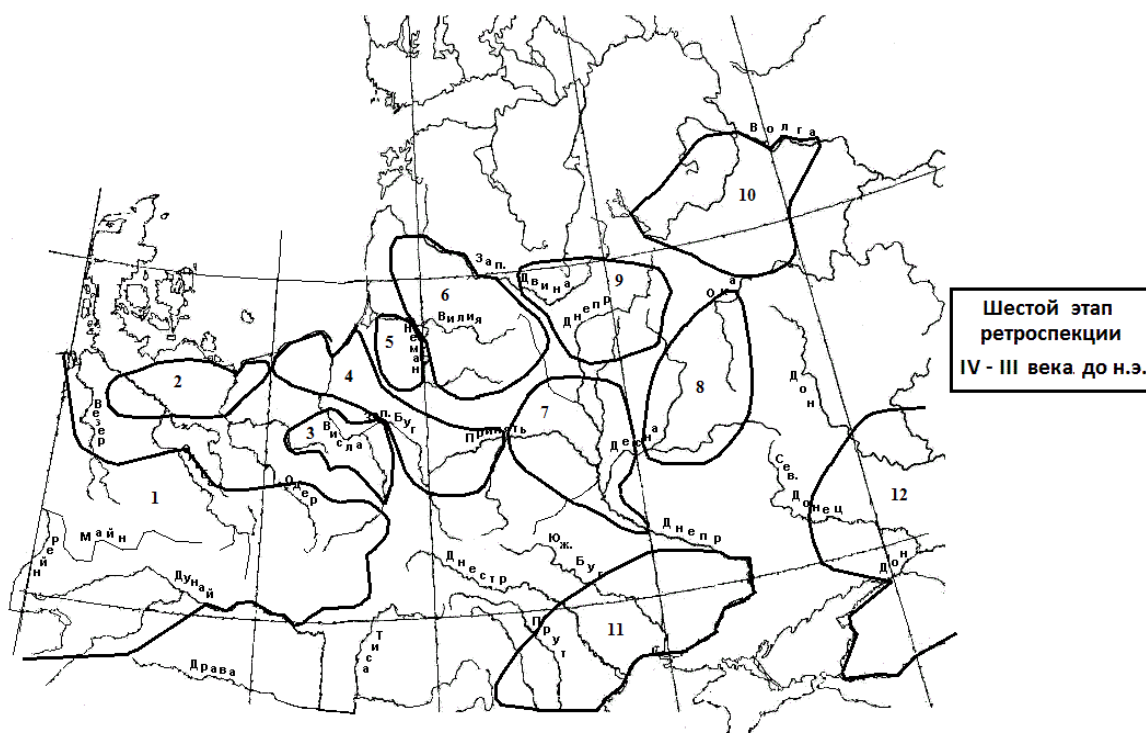 Волга
10
Зап.
Двина
Днепр
9
Ока
6
Вилия
Неман
5
2
4
Везер
3
Висла
Зап. Буг
Припять
7
Десна
8
Дон
1
Одер
Майн
Рейн
Дунай
Драва
Тиса
Днестр
Юж.
Буг
Прут
11
Днепр
Сев.
Донец
12
Дон
Шестой этап
ретроспекции
IV - III века до н.э.